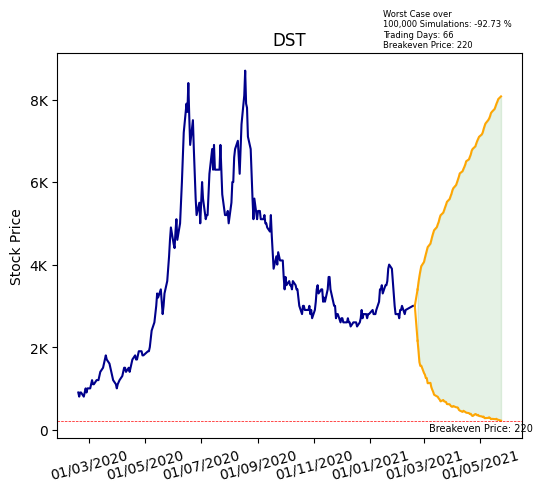 Worst Case over
100,000 Simulations: -92.73 %
Trading Days: 66
Breakeven Price: 220
DST
Stock Price
8K
6K
4K
2K
0
Breakeven Price: 220
01/03/2020 01/05/2020 01/07/2020 01/09/2020 01/11/2020 01/01/2021 01/03/2021 01/05/2021